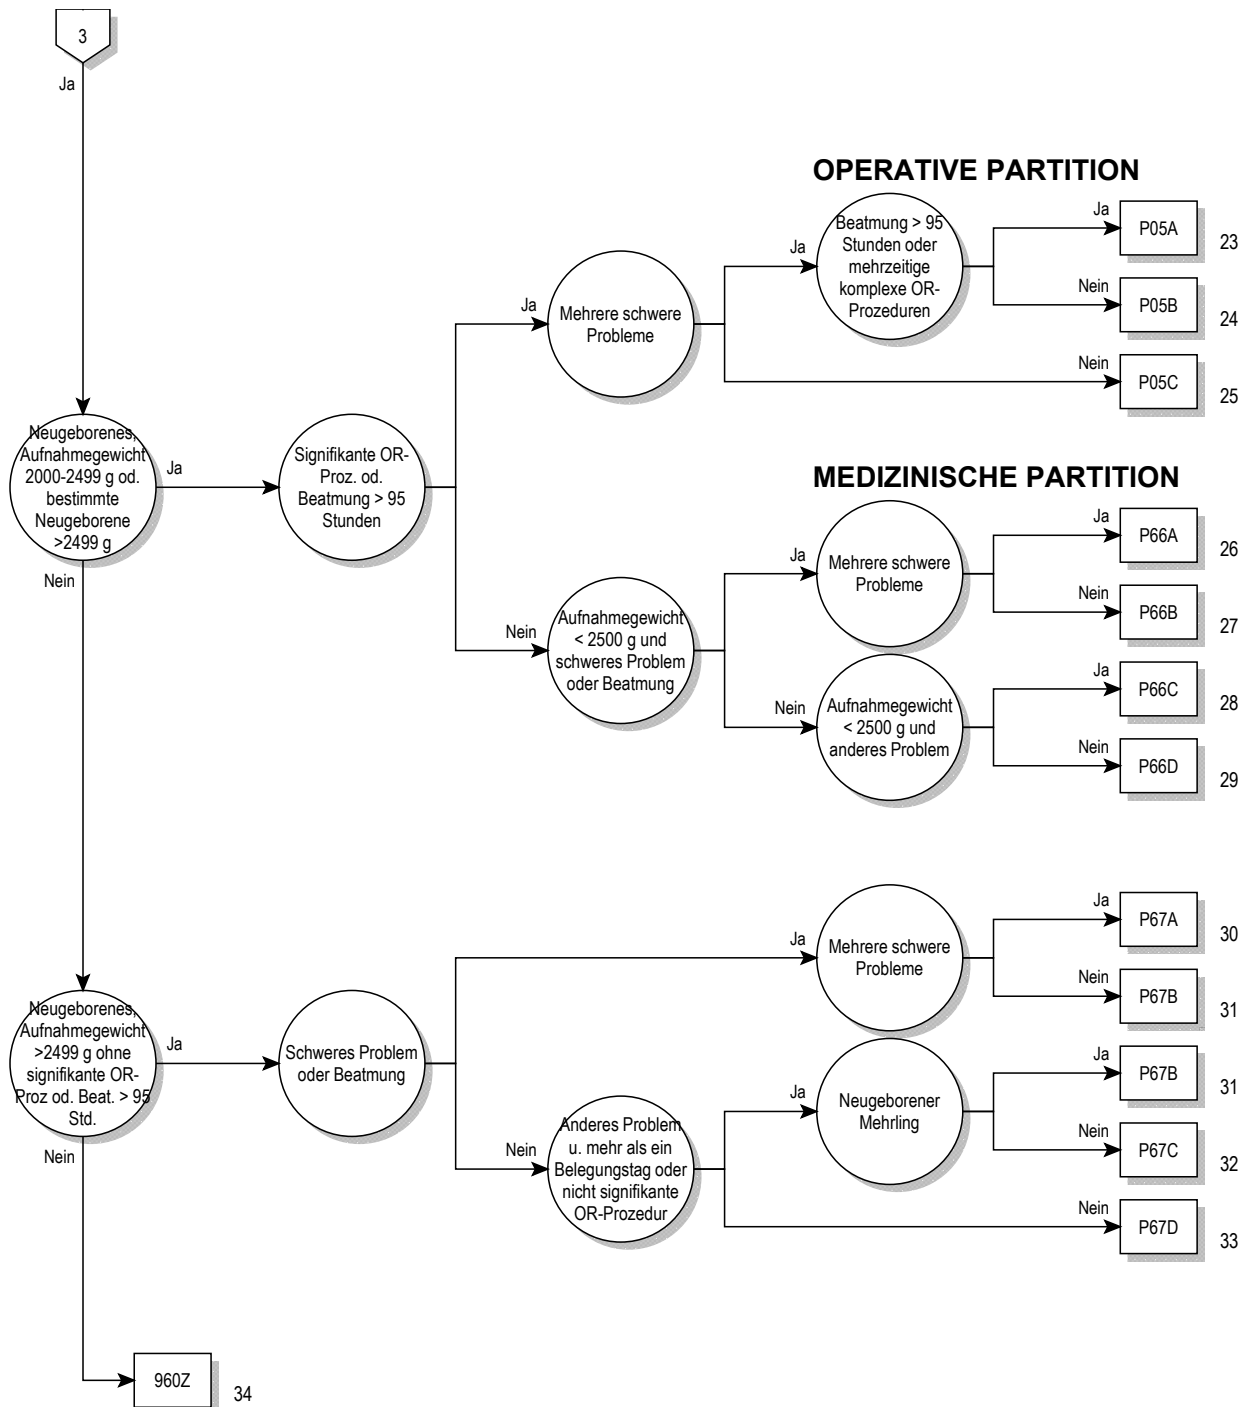 3
Ja
OPERATIVE PARTITION
Beatmung > 95
Stunden oder
mehrzeitige
komplexe OR-
Prozeduren
Ja
Ja
P05A
23
Nein
P05B
24
Ja
Mehrere schwere
Probleme
Nein
P05C
25
Neugeborenes,
Aufnahmegewicht
2000-2499 g od.
bestimmte
Neugeborene
>2499 g
Ja
Signifikante OR-
Proz. od.
Beatmung > 95
Stunden
MEDIZINISCHE PARTITION
Ja
Mehrere schwere
Probleme
Ja
P66A
26
Nein
P66B
27
Nein
Nein
Aufnahmegewicht
< 2500 g und
schweres Problem
oder Beatmung
Nein
Aufnahmegewicht
< 2500 g und
anderes Problem
Ja
P66C
28
Nein
P66D
29
Ja
Mehrere schwere
Probleme
Ja
P67A
30
Nein
P67B
31
Neugeborenes,
Aufnahmegewicht
>2499 g ohne
signifikante OR-
Proz od. Beat. > 95
Std.
Ja
Schweres Problem
oder Beatmung
Ja
Neugeborener
Mehrling
Ja
P67B
31
Nein
P67C
32
Nein
Nein
Anderes Problem
u. mehr als ein
Belegungstag oder
nicht signifikante
OR-Prozedur
Nein
P67D
33
960Z
34